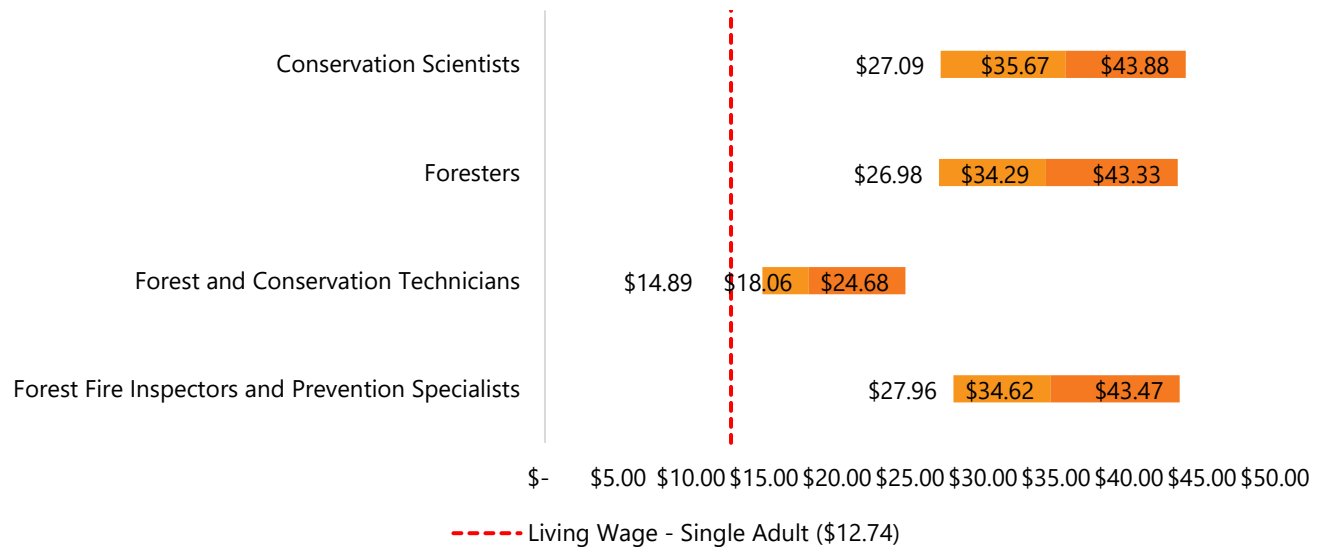 Conservation Scientists $27.09 $35.67 $43.88
Foresters $26.98 $34.29 $43.33
Forest and Conservation Technicians $14.89 $18.06 $24.68
Forest Fire Inspectors and Prevention Specialists $27.96 $34.62 $43.47
$- $5.00 $10.00 $15.00 $20.00 $25.00 $30.00 $35.00 $40.00 $45.00 $50.00
Living Wage - Single Adult ($12.74)